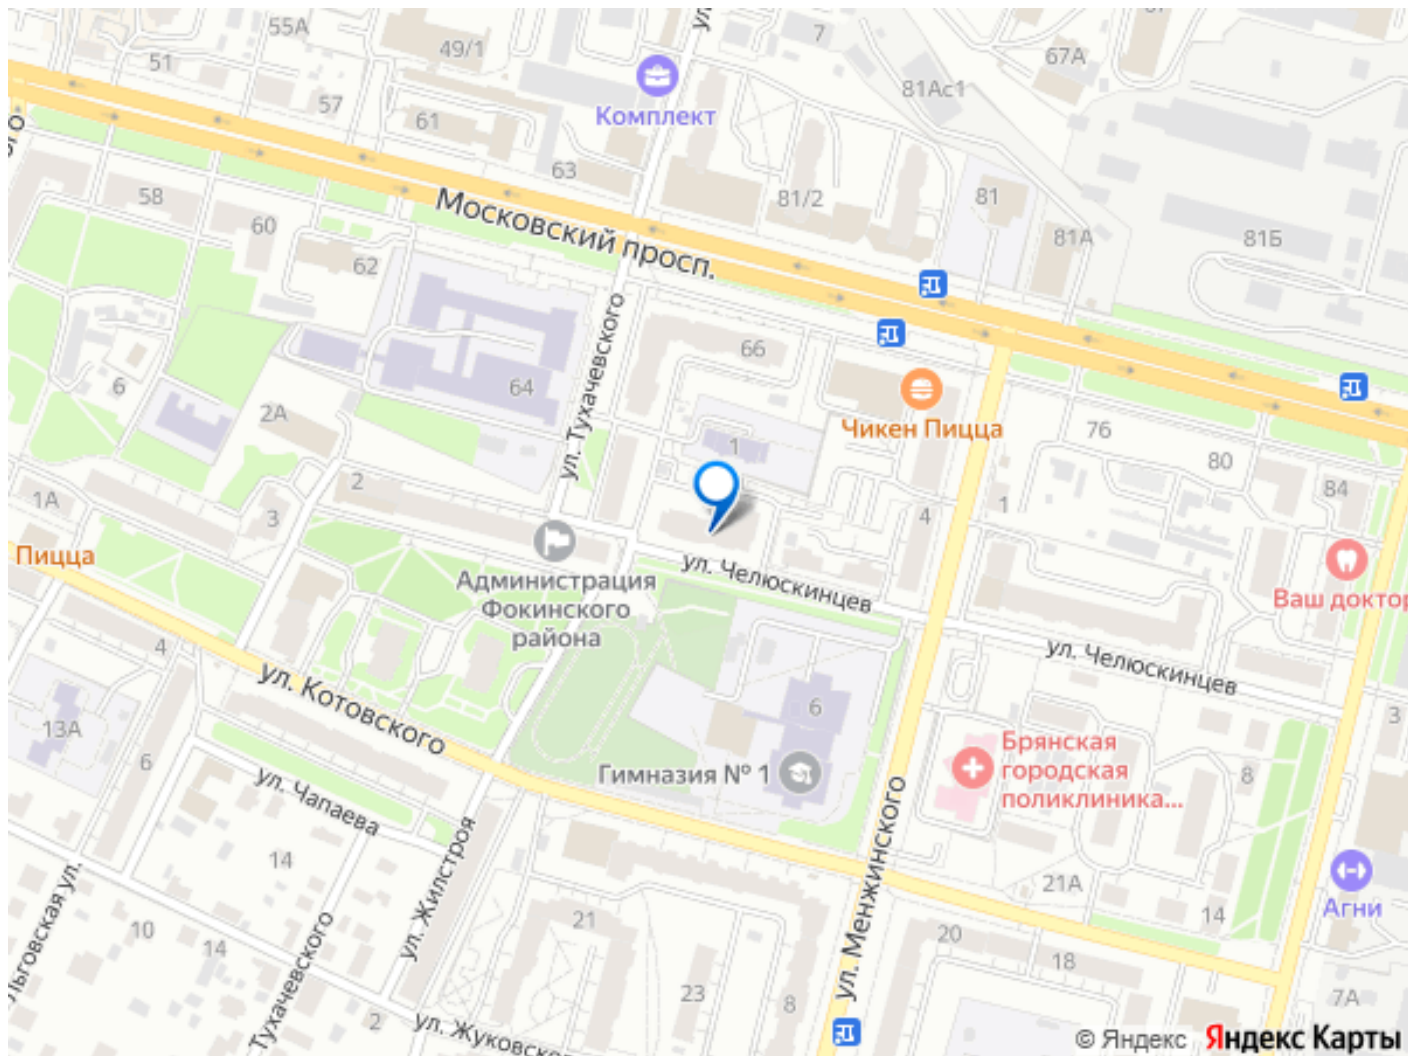 55А
49/1
7
67А
51
Комплект
81Ас1
57
61
63
58
81/2
81
Московский просп.
60
81А
81Б
62
ул. Тухачевского
66
6
64
2А
1
Чикен Пицца
76
80
84
1А
2
3
4
1
Пицца
Администрация
Фокинского
района
ул. Челюскинцев
Ваш доктор
4
ул. Котовского
ул. Челюскинцев
13А
6
6
3
Брянская
городская
поликлиника...
Гимназия № 1
8
ул. Чапаева
ул. Менжинского
14
ул. Жилстроя
21А
Агни
14
10
14
21
20
18
Тухачевского
23
8
7А
2
© Яндекс Яндекс Карты